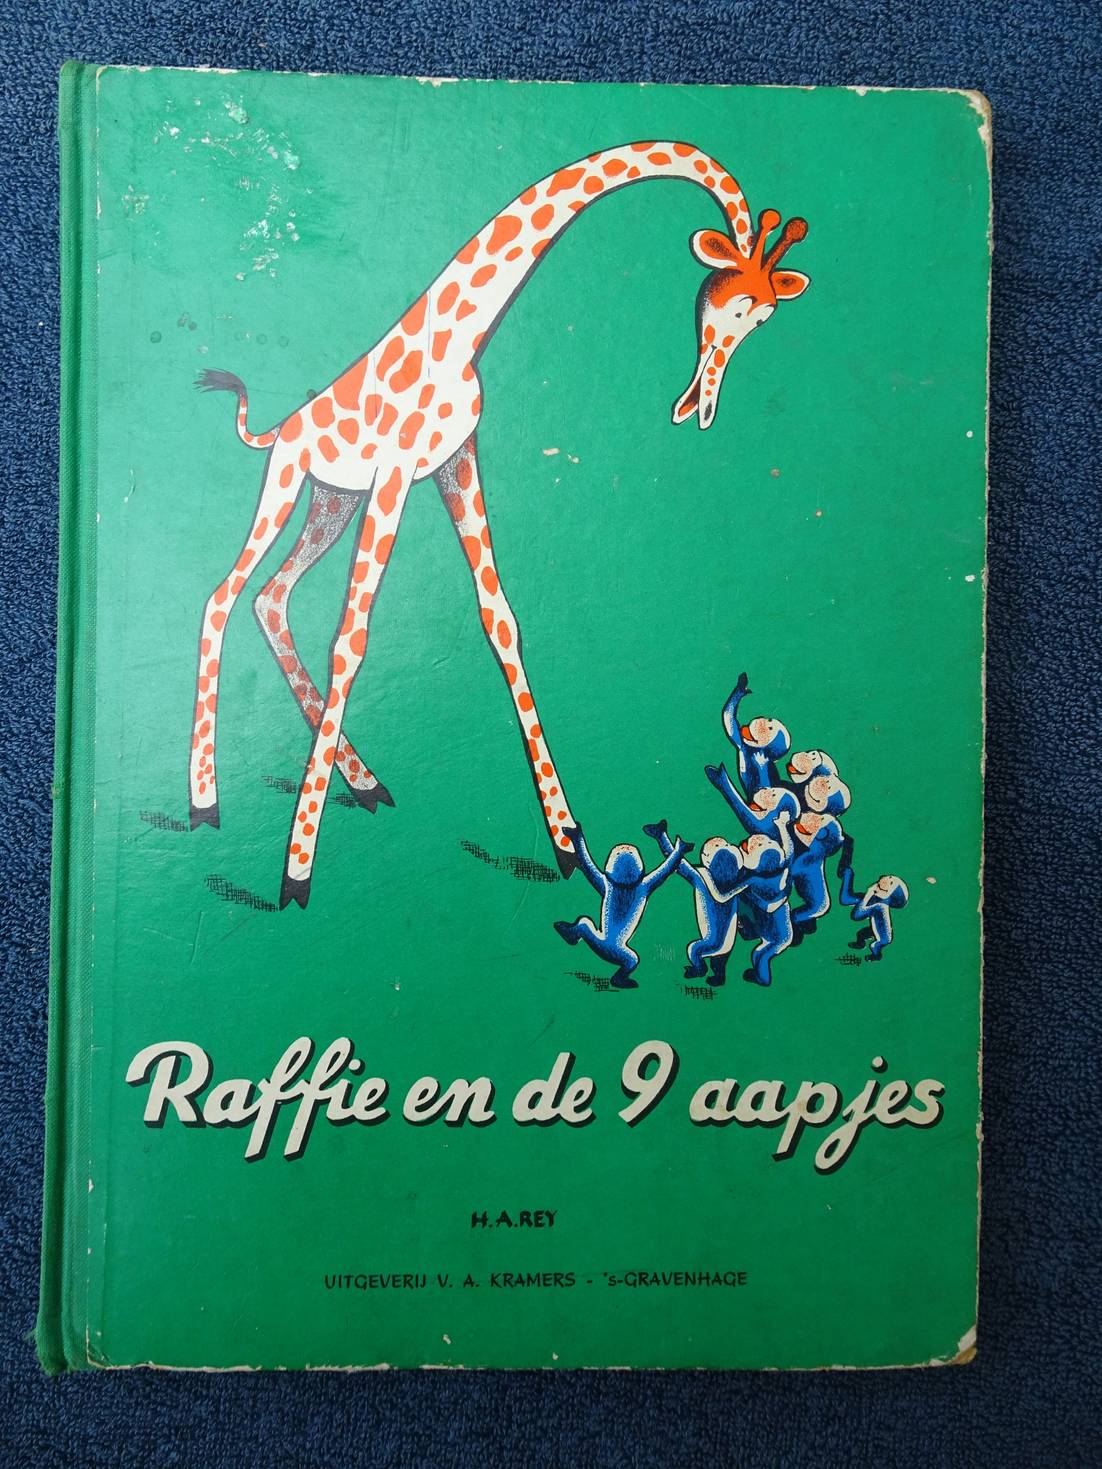 Raffie en de 9 aapjes
H.A.REY
UITGEVERIJ V. A. KRAMERS - 's-GRAVENHAGE